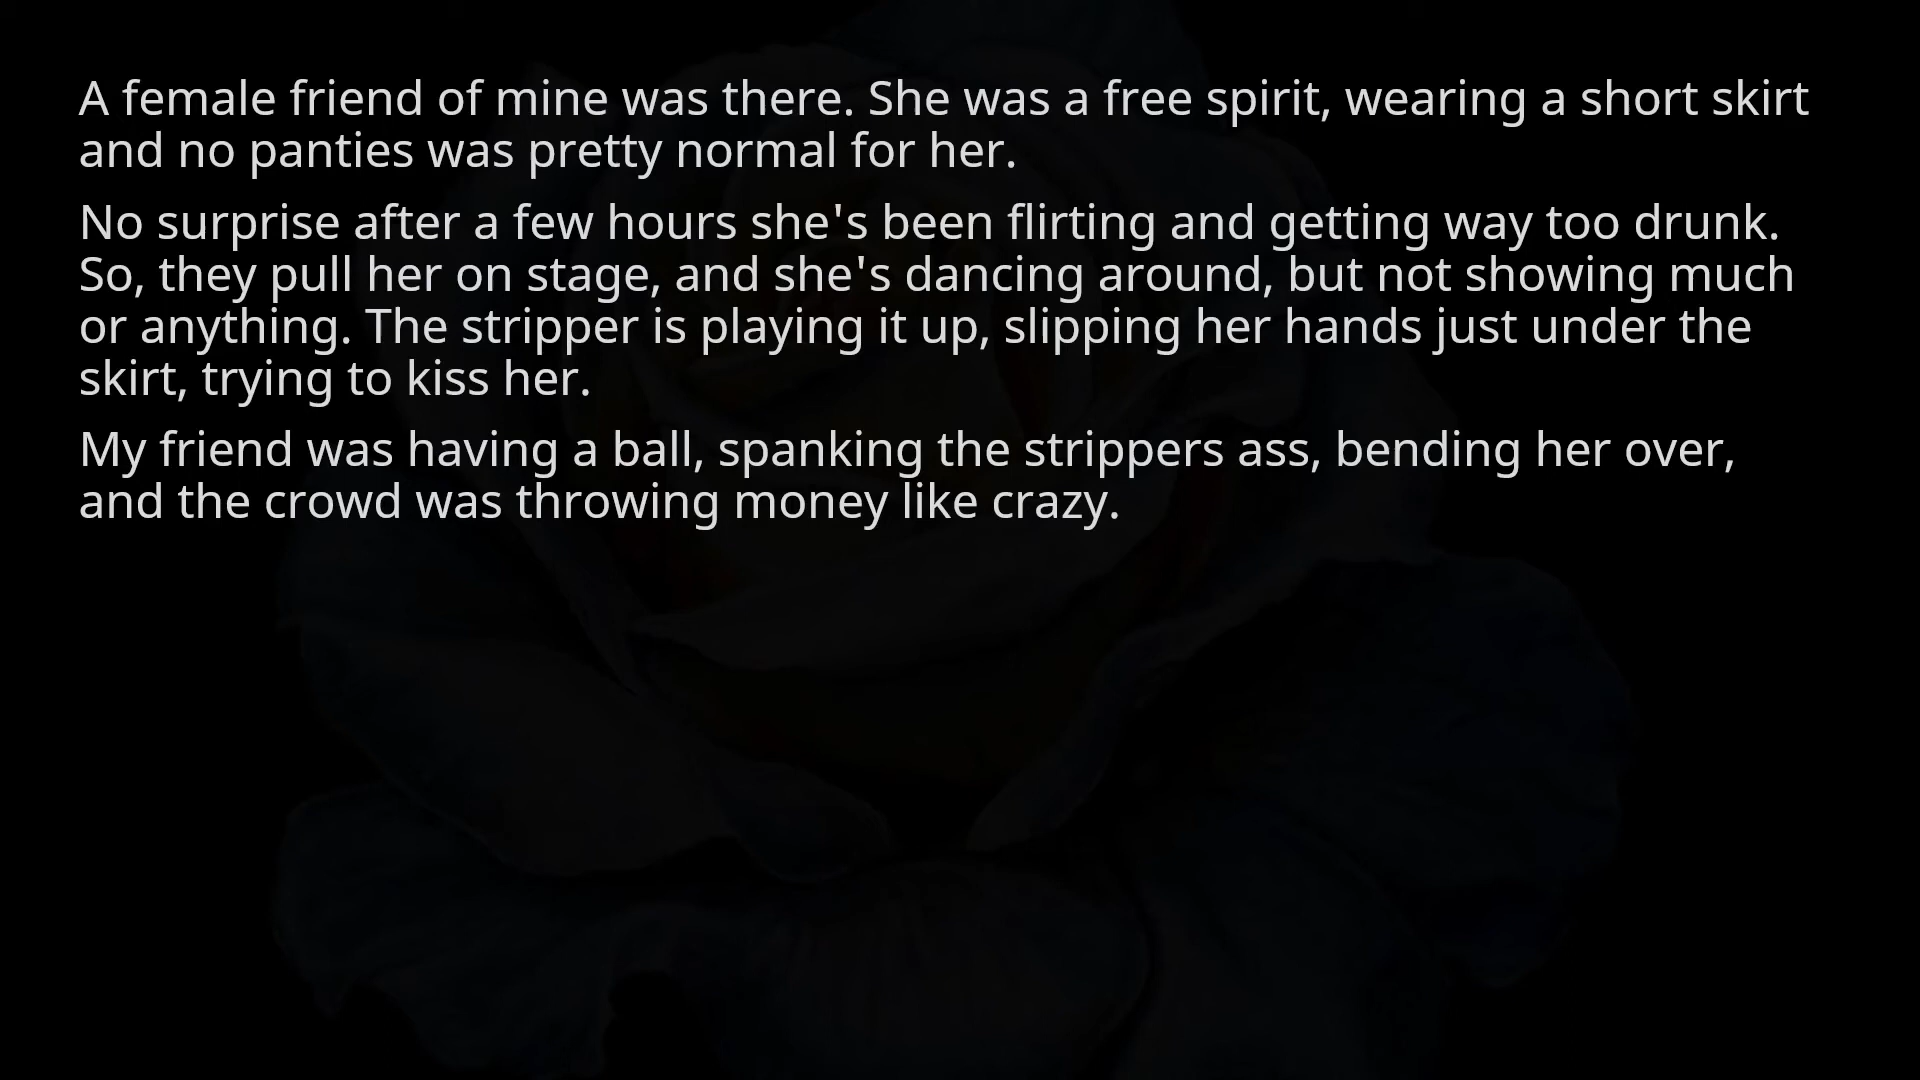 A female friend of mine was there. She was a free spirit, wearing a short skirt
and no panties was pretty normal for her.
No surprise after a few hours she's been flirting and getting way too drunk.
So, they pull her on stage, and she's dancing around, but not showing much
or anything. The stripper is playing it up, slipping her hands just under the
skirt, trying to kiss her.
My friend was having a ball, spanking the strippers ass, bending her over,
and the crowd was throwing money like crazy.